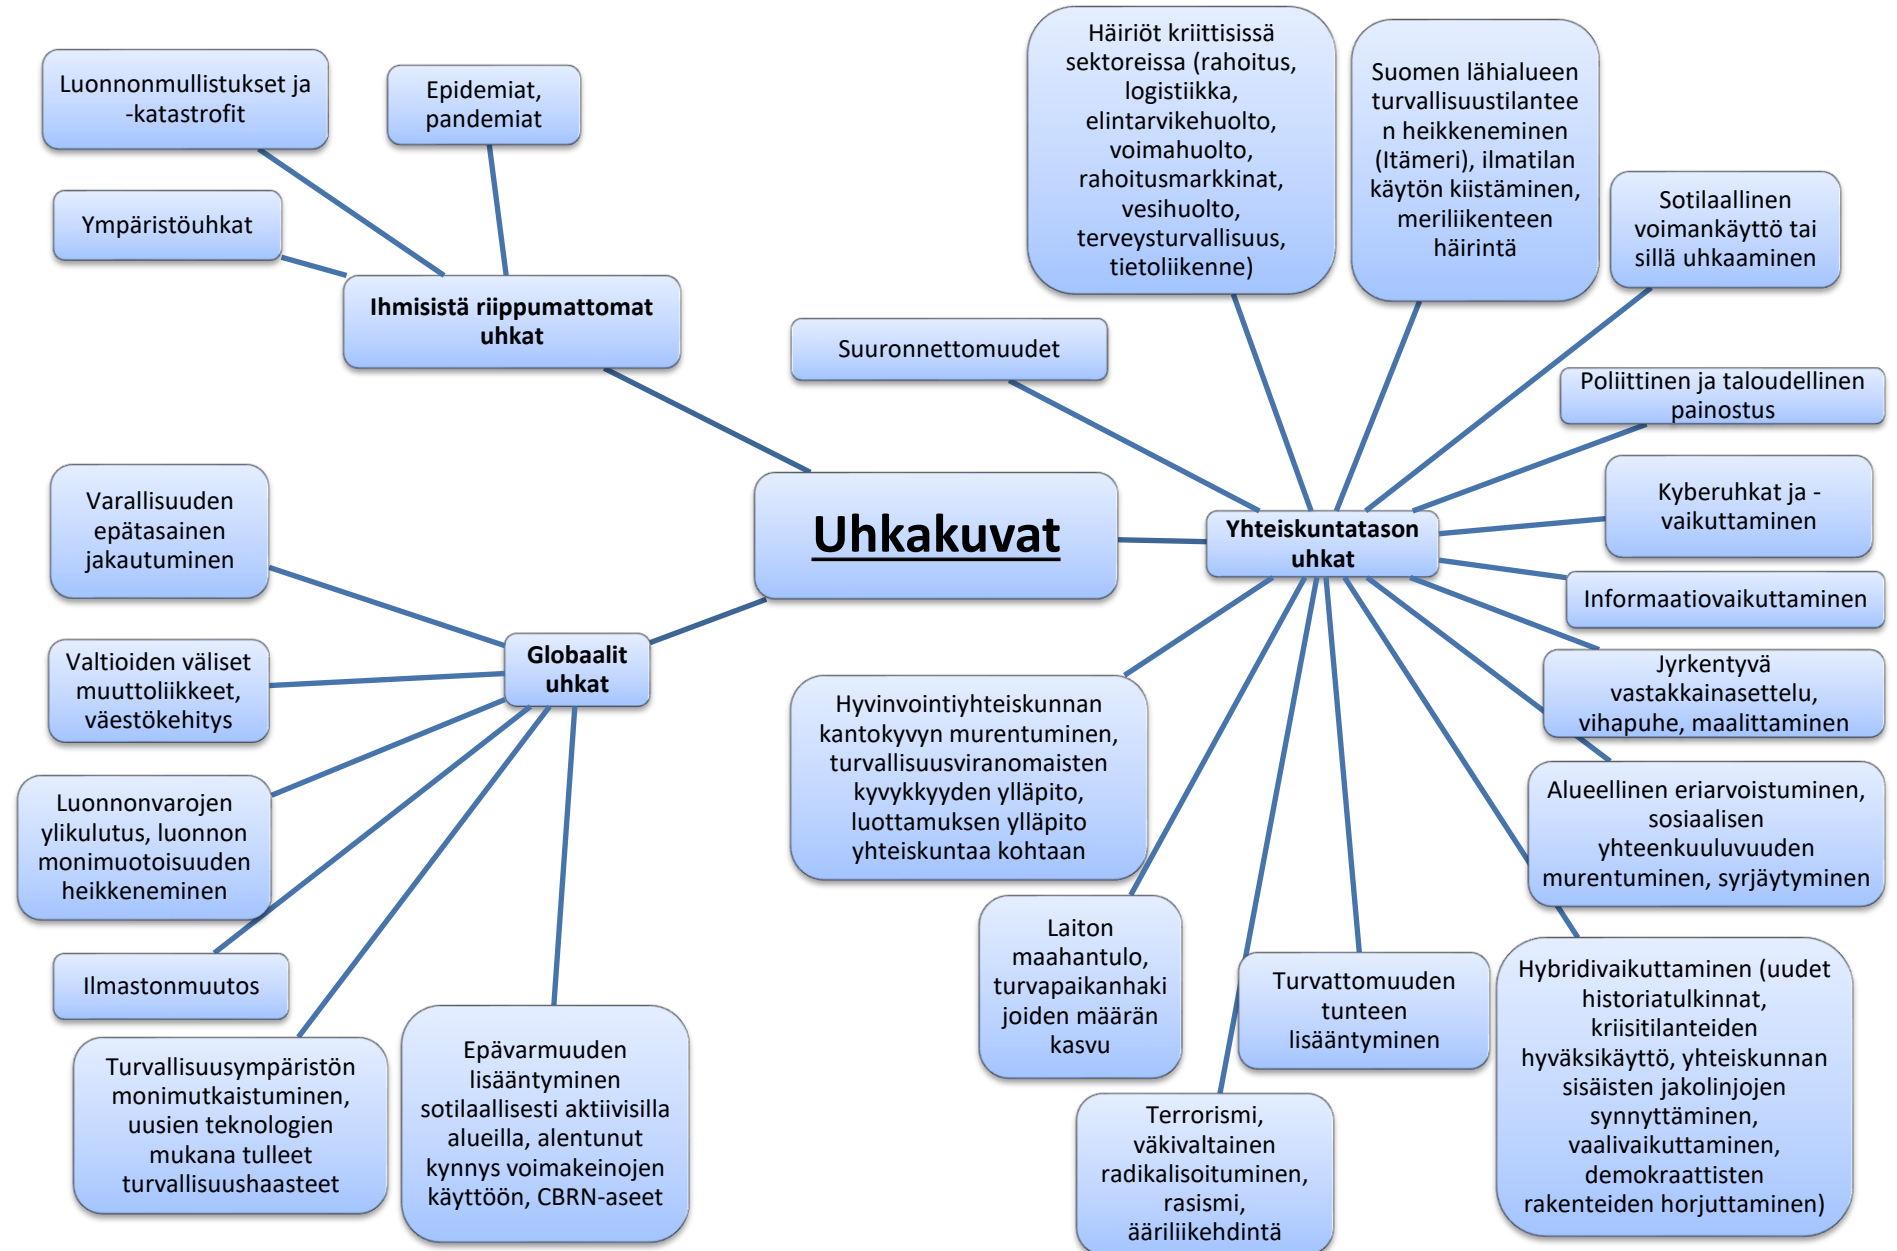 Luonnonmullistukset ja
-katastrofit
Epidemiat,
pandemiat
Ympäristöuhkat
Ihmisistä riippumattomat
uhkat
Häiriöt kriittisissä
sektoreissa (rahoitus,
logistiikka,
elintarvikehuolto,
voimahuolto,
rahoitusmarkkinat,
vesihuolto,
terveysturvallisuus,
tietoliikenne)
Suomen lähialueen
turvallisuustilantee
n heikkeneminen
(Itämeri), ilmatilan
käytön kiistäminen,
meriliikenteen
häirintä
Sotilaallinen
voimankäyttö tai
sillä uhkaaminen
Suuronnettomuudet
Poliittinen ja taloudellinen
painostus
Uhkakuvat
Yhteiskuntatason
uhkat
Kyberuhkat ja -
vaikuttaminen
Informaatiovaikuttaminen
Jyrkentyvä
vastakkainasettelu,
vihapuhe, maalittaminen
Alueellinen eriarvoistuminen,
sosiaalisen
yhteenkuuluvuuden
murentuminen, syrjäytyminen
Hybridivaikuttaminen (uudet
historiatulkinnat,
kriisitilanteiden
hyväksikäyttö, yhteiskunnan
sisäisten jakolinjojen
synnyttäminen,
vaalivaikuttaminen,
demokraattisten
rakenteiden horjuttaminen)
Turvattomuuden
tunteen
lisääntyminen
Terrorismi,
väkivaltainen
radikalisoituminen,
rasismi,
ääriliikehdintä
Laiton
maahantulo,
turvapaikanhaki
joiden määrän
kasvu
Hyvinvointiyhteiskunnan
kantokyvyn murentuminen,
turvallisuusviranomaisten
kyvykkyyden ylläpito,
luottamuksen ylläpito
yhteiskuntaa kohtaan
Globaalit
uhkat
Varallisuuden
epätasainen
jakautuminen
Valtioiden väliset
muuttoliikkeet,
väestökehitys
Luonnonvarojen
ylikulutus, luonnon
monimuotoisuuden
heikkeneminen
Ilmastonmuutos
Turvallisuusympäristön
monimutkaistuminen,
uusien teknologien
mukana tulleet
turvallisuushaasteet
Epävarmuuden
lisääntyminen
sotilaallisesti aktiivisilla
alueilla, alentunut
kynnys voimakeinojen
käyttöön, CBRN-aseet